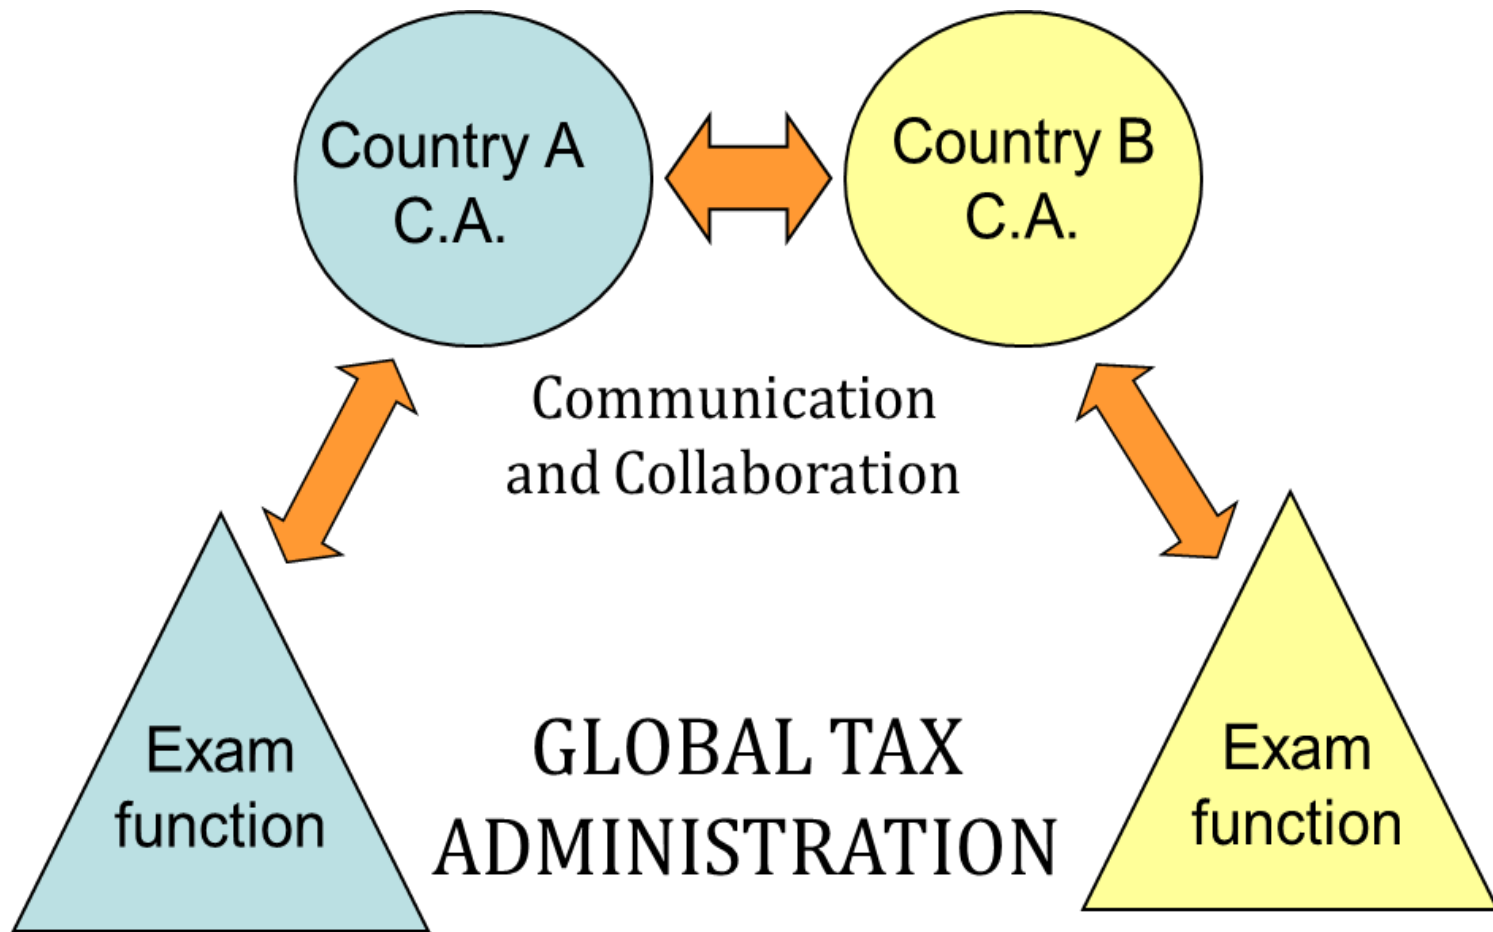 Country A
C.A.
Country B
C.A.
Communication
and Collaboration
Exam
function
GLOBAL TAX
ADMINISTRATION
Exam
function